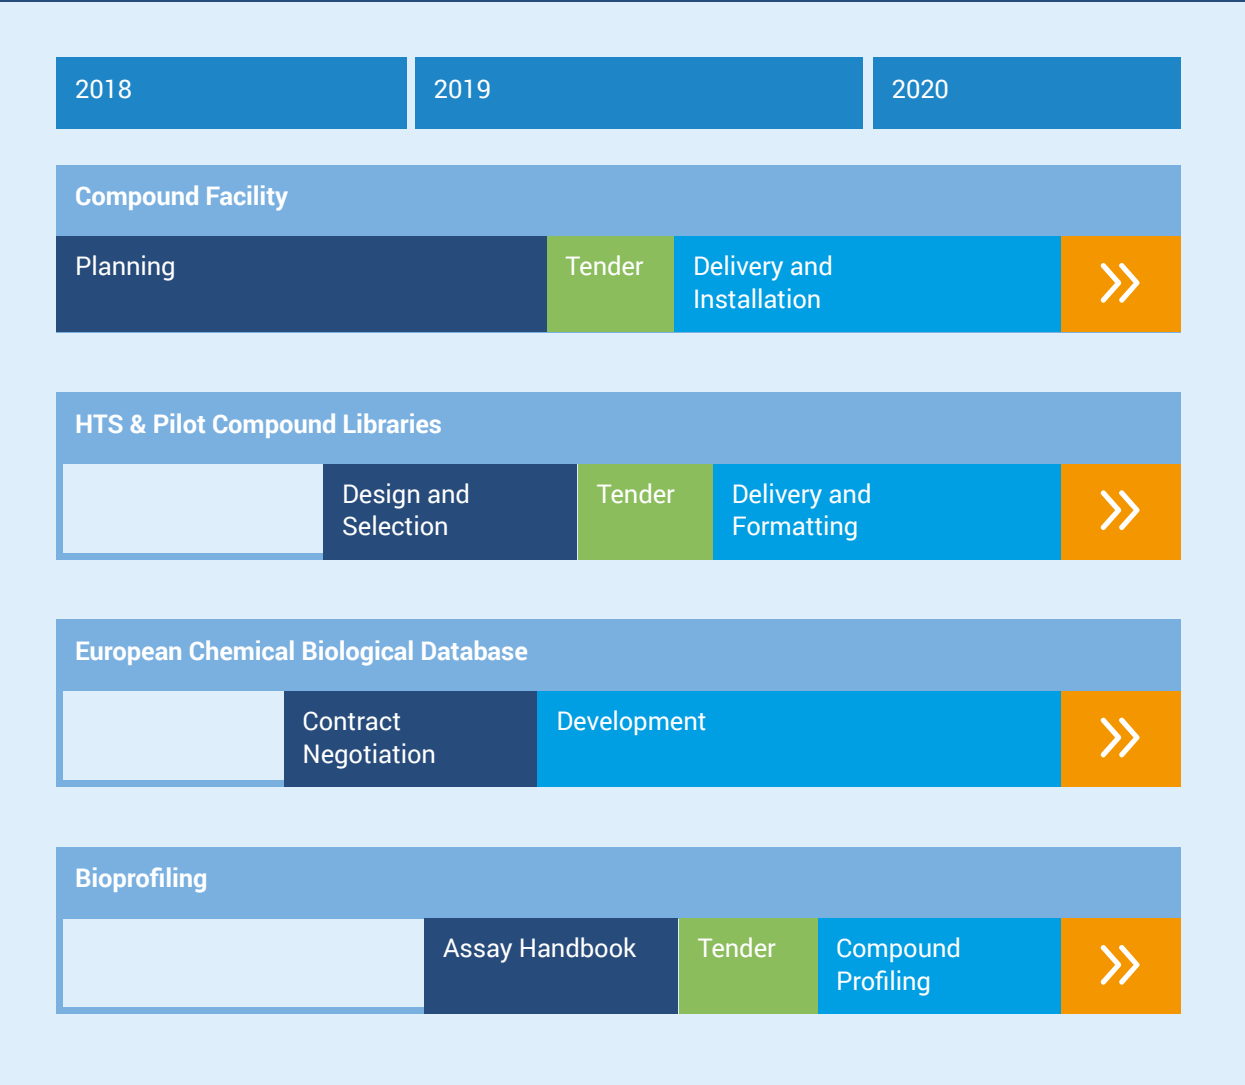 2018
2019
2020
Compound Facility
Planning
Tender
Delivery and
Installation
HTS & Pilot Compound Libraries
Design and
Selection
Tender
Delivery and
Formatting
European Chemical Biological Database
Contract
Negotiation
Development
Bioprofiling
Assay Handbook
Tender
Compound
Profiling